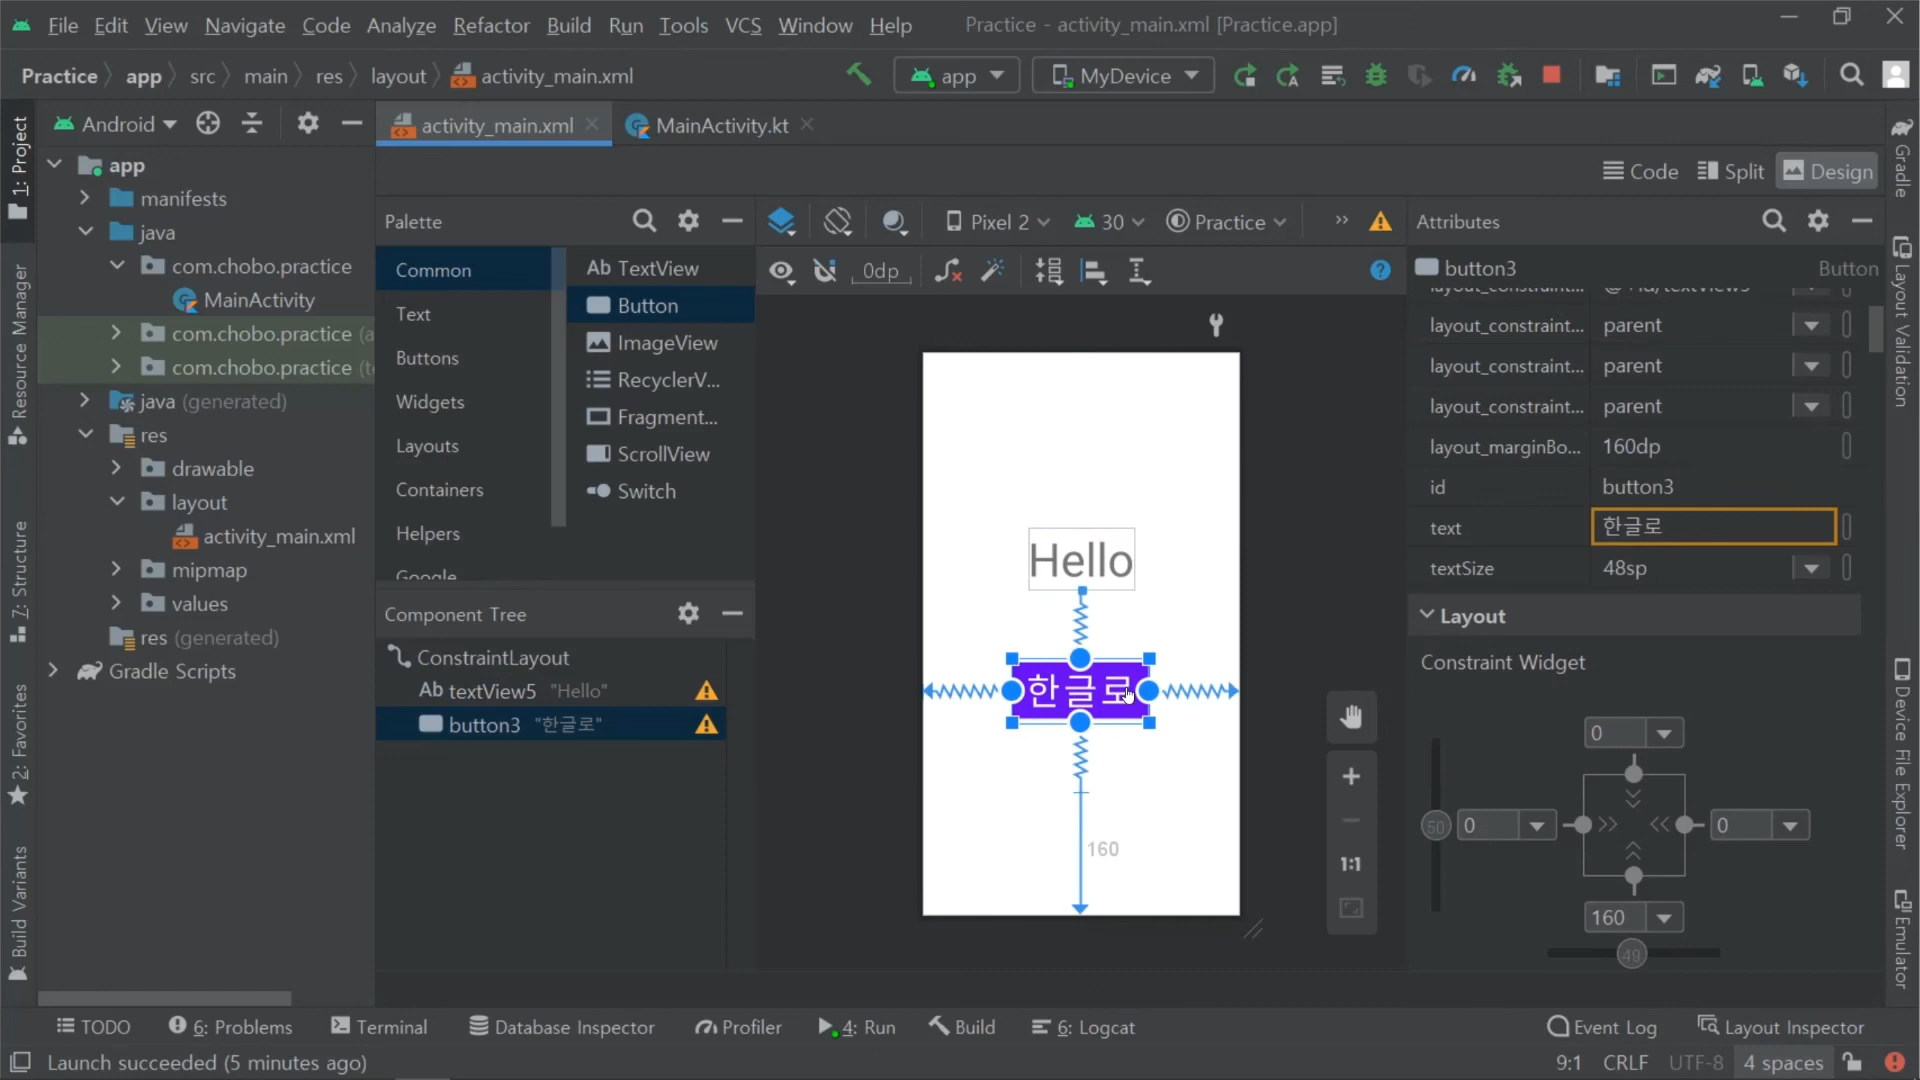 File Edit View Navigate Code Analyze Refactor Build Run Tools VCS Window Help Practice - activity_main.xml [Practice.app]
Practice app src main res layout activity_main.xml app MyDevice
1: Project
Resource Manager
7: Structure
2: Favorites
Build Variants
Android
app
manifests
java
com.chobo.practice
MainActivity
com.chobo.practice (a
com.chobo.practice (t
java (generated)
res
drawable
layout
activity_main.xml
mipmap
values
res (generated)
Gradle Scripts
activity_main.xml MainActivity.kt
Code Split Design
Palette
Common
Text
Buttons
Widgets
Layouts
Containers
Helpers
Google
Ab TextView
Button
ImageView
RecyclerV...
Fragment...
ScrollView
Switch
Component Tree
ConstraintLayout
Ab textView5 "Hello"
button3 "한글로"
Pixel 2 30 Practice
0dp
Hello
한글로
160
1:1
Attributes
button3 Button
layout_constraint...
layout_constraint... parent
layout_constraint... parent
layout_constraint... parent
layout_marginBo... 160dp
id button3
text 한글로
textSize 48sp
Layout
Constraint Widget
0
50 0 0
160
49
Gradle
Layout Validation
Device File Explorer
Emulator
TODO 6: Problems Terminal Database Inspector Profiler 4: Run Build 6: Logcat Event Log Layout Inspector
Launch succeeded (5 minutes ago) 9:1 CRLF UTF-8 4 spaces